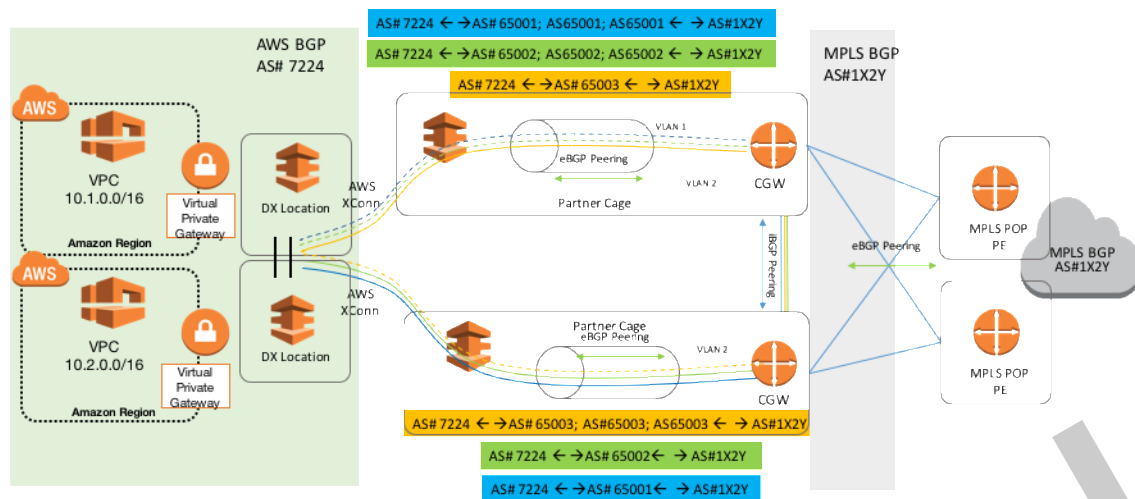 AS# 7224 ← →AS# 65001; AS65001; AS65001 ← →AS#1X2Y
AS# 7224 ← →AS# 65002; AS65002; AS65002 ← →AS#1X2Y
AS# 7224 ← →AS# 65003 ← →AS#1X2Y
AWS BGP
AS# 7224
MPLS BGP
AS#1X2Y
AWS
VPC
10.1.0.0/16
Virtual
Private
Gateway
Amazon Region
DX Location
AWS
XConn
VLAN 1
eBGP Peering
VLAN 2
CGW
Partner Cage
iBGP Peering
eBGP Peering
MPLS POP
PE
MPLS BGP
AS#1X2Y
AWS
VPC
10.2.0.0/16
Virtual
Private
Gateway
Amazon Region
DX Location
AWS
XConn
Partner Cage
eBGP Peering
VLAN 2
CGW
MPLS POP
PE
AS# 7224 ← →AS# 65003; AS#65003; AS65003 ← →AS#1X2Y
AS# 7224 ← →AS# 65002← → AS#1X2Y
AS# 7224 ← →AS# 65001← → AS#1X2Y